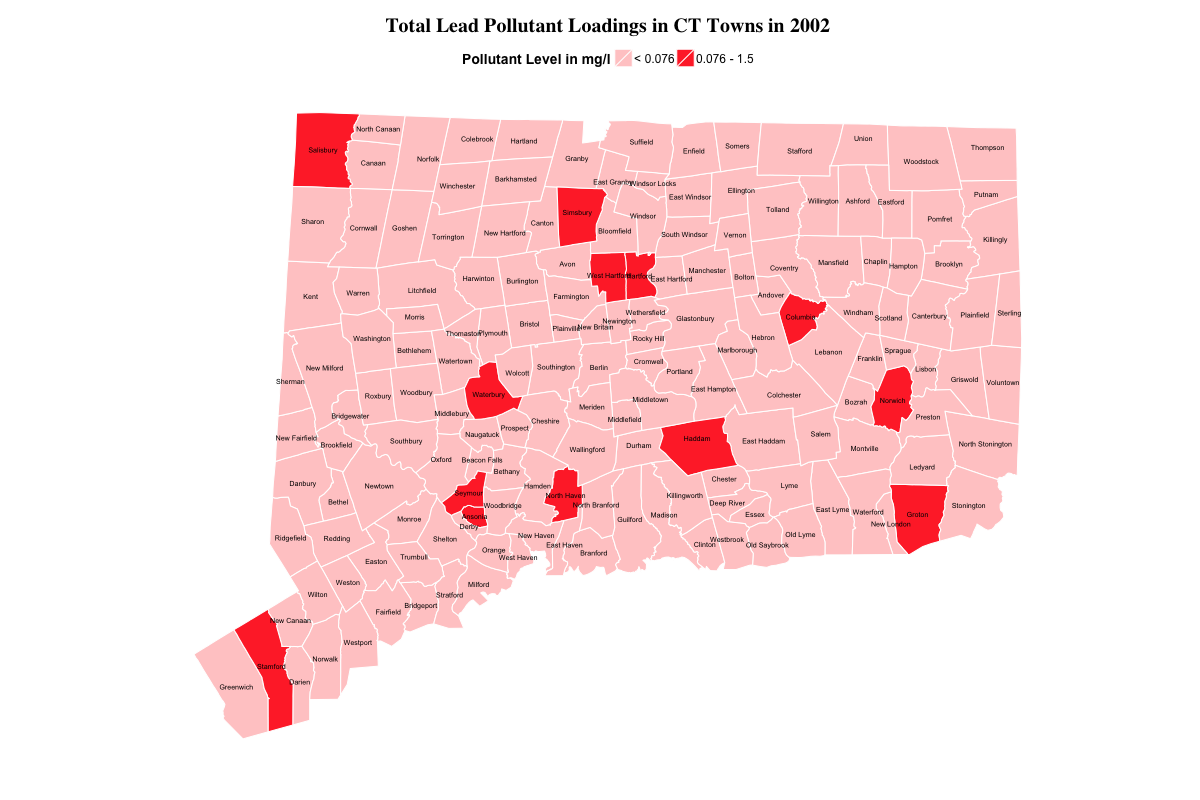 Total Lead Pollutant Loadings in CT Towns in 2002
Pollutant Level in mg/l < 0.076 0.076 - 1.5
North Canaan
Colebrook
Hartland
Suffield
Union
Salisbury
Canaan
Norfolk
Granby
Enfield
Somers
Stafford
Woodstock
Thompson
Winchester
Barkhamsted
East Granby
Windsor Locks
Ellington
Putnam
East Windsor
Willington
Ashford
Eastford
Tolland
Simsbury
Windsor
Pomfret
Sharon
Cornwall
Goshen
Torrington
New Hartford
Canton
Bloomfield
South Windsor
Vernon
Killingly
Avon
Mansfield
Chaplin
Hampton
Brooklyn
Coventry
Harwinton
Burlington
West Hartford
Hartford
East Hartford
Manchester
Bolton
Kent
Warren
Litchfield
Farmington
Andover
Morris
Bristol
Plainville
New Britain
Newington
Wethersfield
Glastonbury
Columbia
Windham
Scotland
Canterbury
Plainfield
Sterling
Washington
Thomaston
Plymouth
Rocky Hill
Hebron
Bethlehem
Watertown
Marlborough
Lebanon
Franklin
Sprague
New Milford
Wolcott
Southington
Berlin
Cromwell
Portland
Lisbon
Griswold
Voluntown
Sherman
Roxbury
Woodbury
Waterbury
East Hampton
Colchester
Bozrah
Norwich
Bridgewater
Middlebury
Meriden
Middletown
Middlefield
Preston
New Fairfield
Brookfield
Southbury
Naugatuck
Prospect
Cheshire
Haddam
East Haddam
Salem
Montville
North Stonington
Oxford
Beacon Falls
Wallingford
Durham
Ledyard
Danbury
Bethel
Newtown
Bethany
Seymour
Woodbridge
Hamden
North Haven
North Branford
Killingworth
Chester
Deep River
Lyme
Essex
East Lyme
Waterford
New London
Groton
Stonington
Monroe
Ansonia
Derby
Guilford
Madison
Ridgefield
Redding
Shelton
New Haven
East Haven
Branford
Clinton
Westbrook
Old Saybrook
Old Lyme
Easton
Trumbull
Orange
West Haven
Weston
Wilton
Milford
Stratford
Bridgeport
Fairfield
New Canaan
Westport
Norwalk
Stamford
Darien
Greenwich